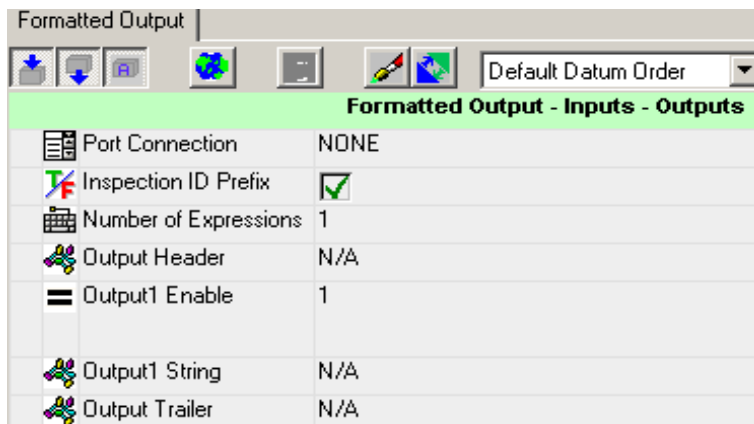 Formatted Output
Default Datum Order
Formatted Output - Inputs - Outputs
Port Connection NONE
Inspection ID Prefix
Number of Expressions 1
Output Header N/A
Output1 Enable 1
Output1 String N/A
Output Trailer N/A